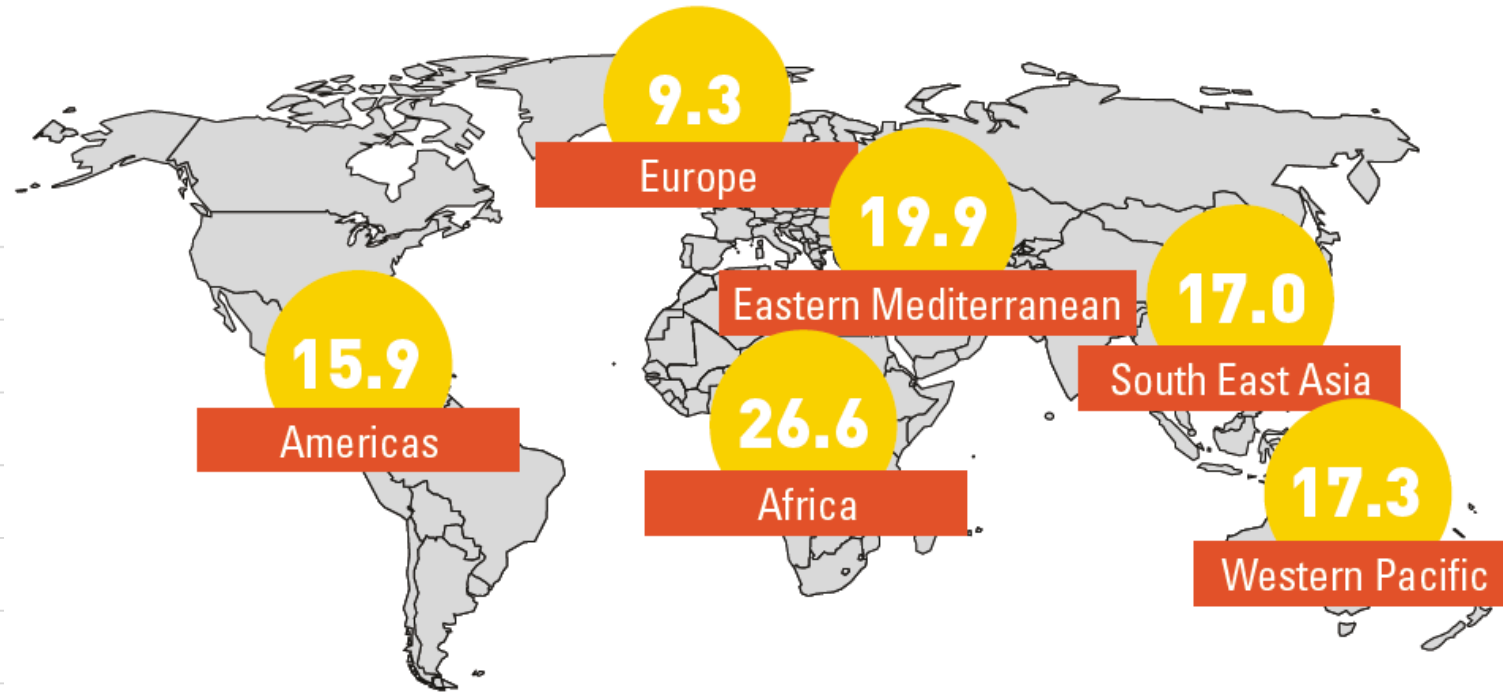 9.3
Europe
19.9
Eastern Mediterranean
17.0
South East Asia
15.9
Americas
26.6
Africa
17.3
Western Pacific